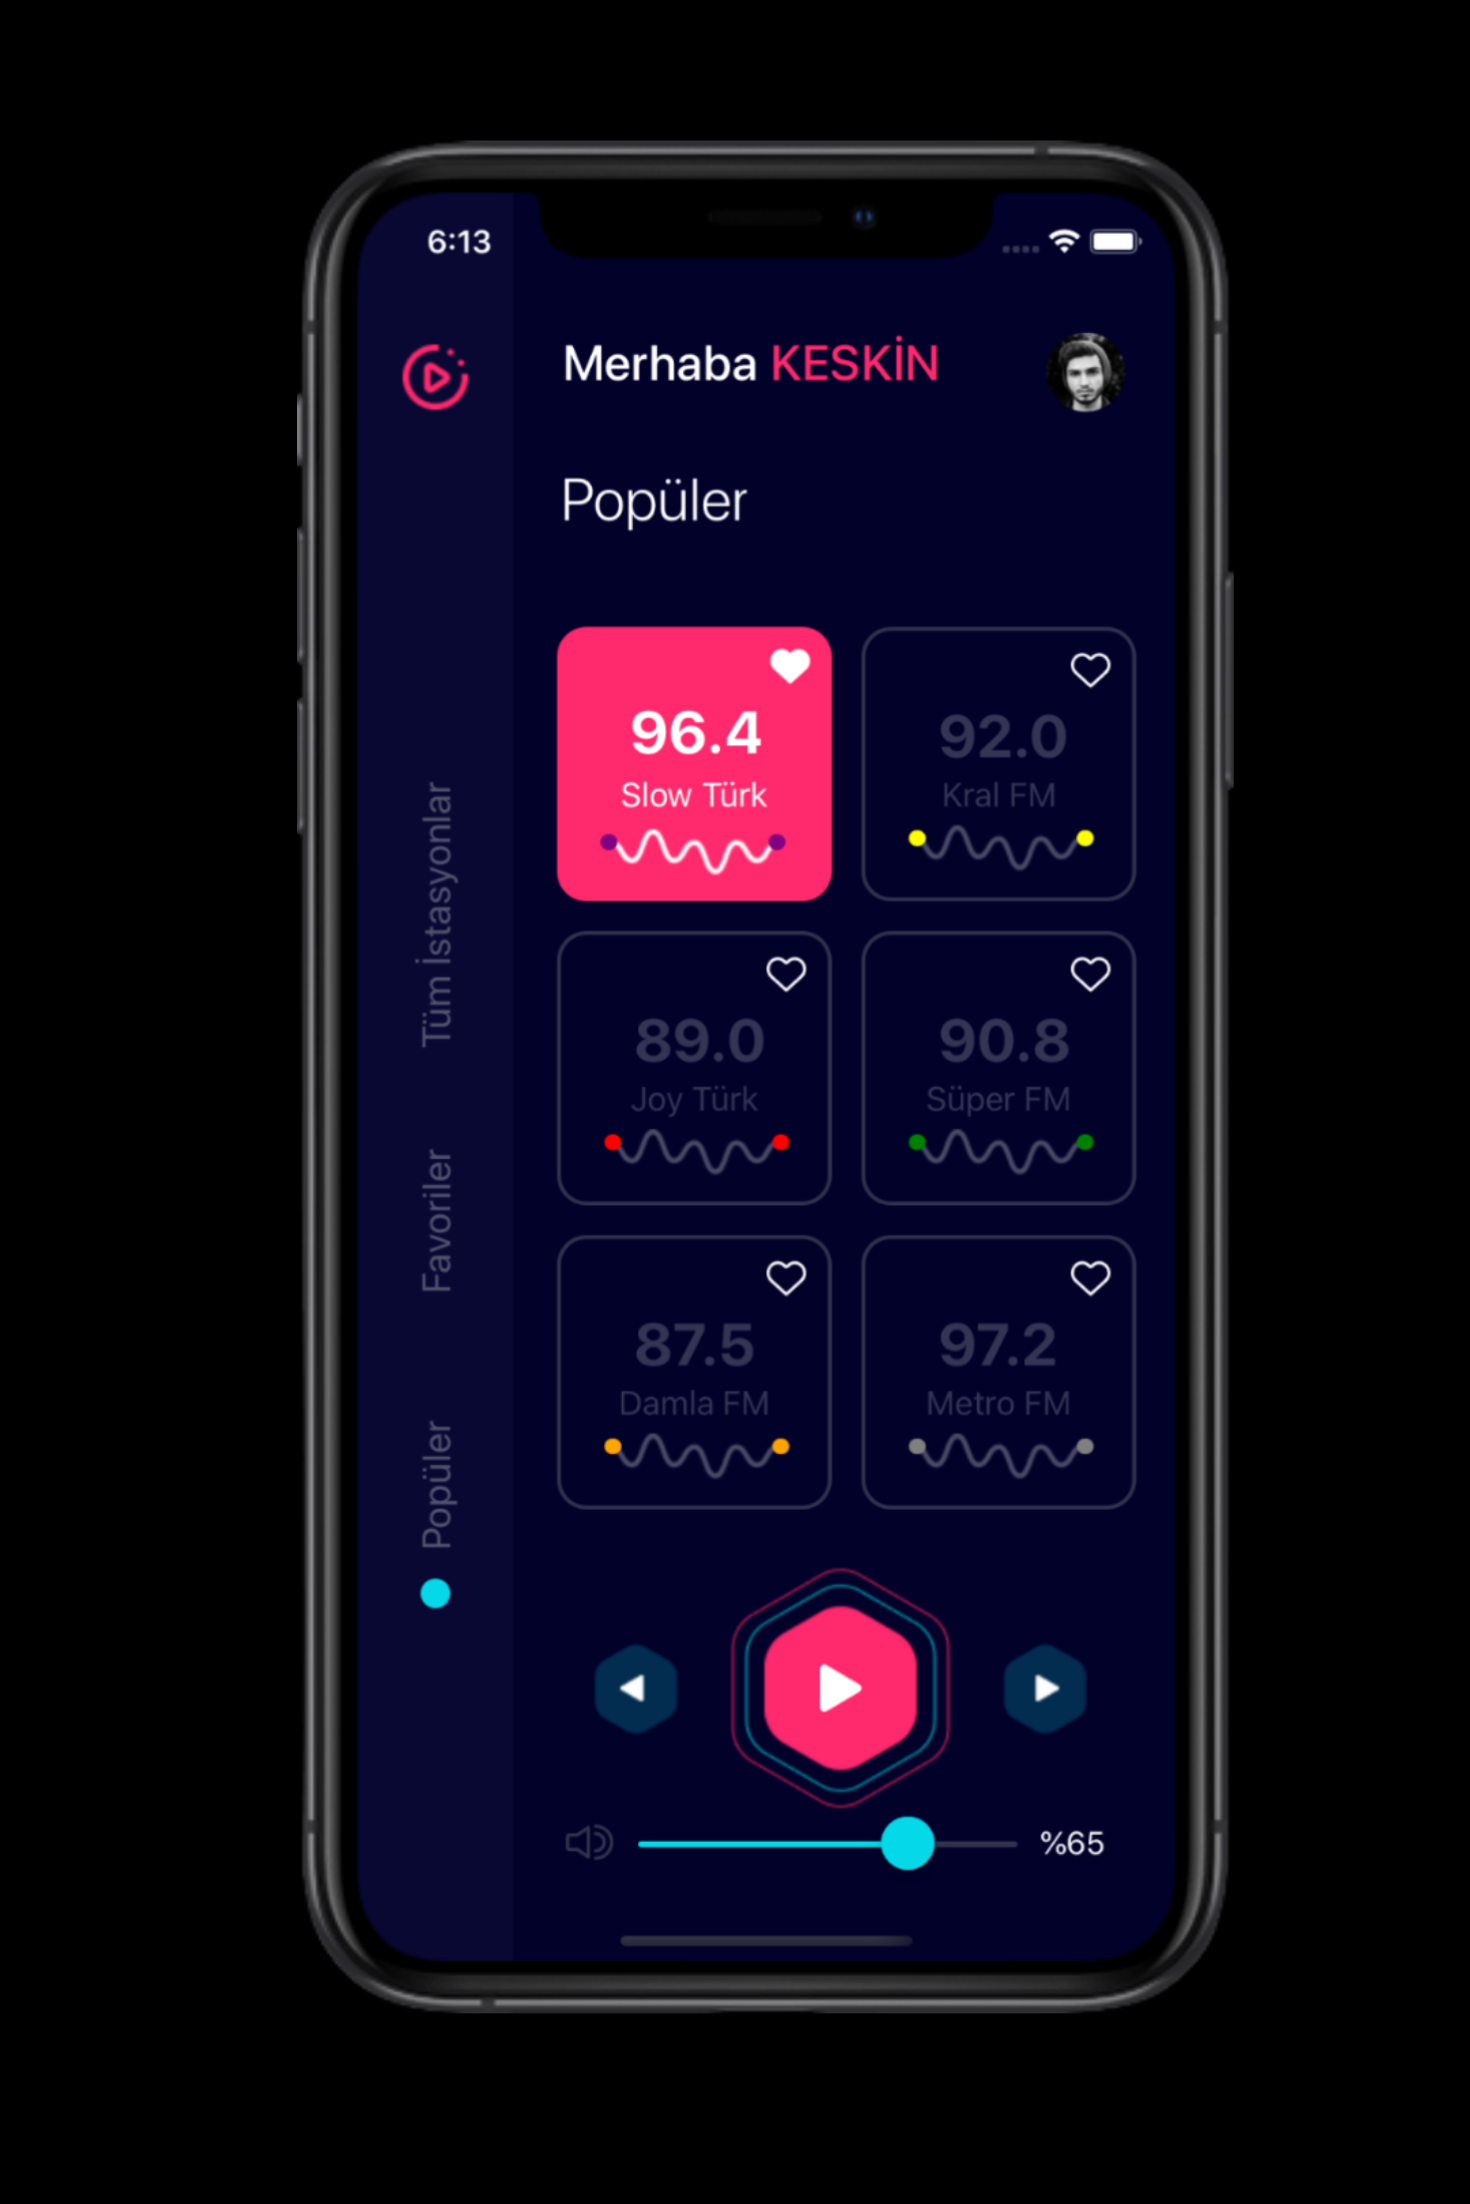 6:13
Merhaba KESKİN
Popüler
96.4
Slow Türk
92.0
Kral FM
89.0
Joy Türk
90.8
Süper FM
87.5
Damla FM
97.2
Metro FM
Tüm İstasyonlar
Favoriler
Popüler
%65